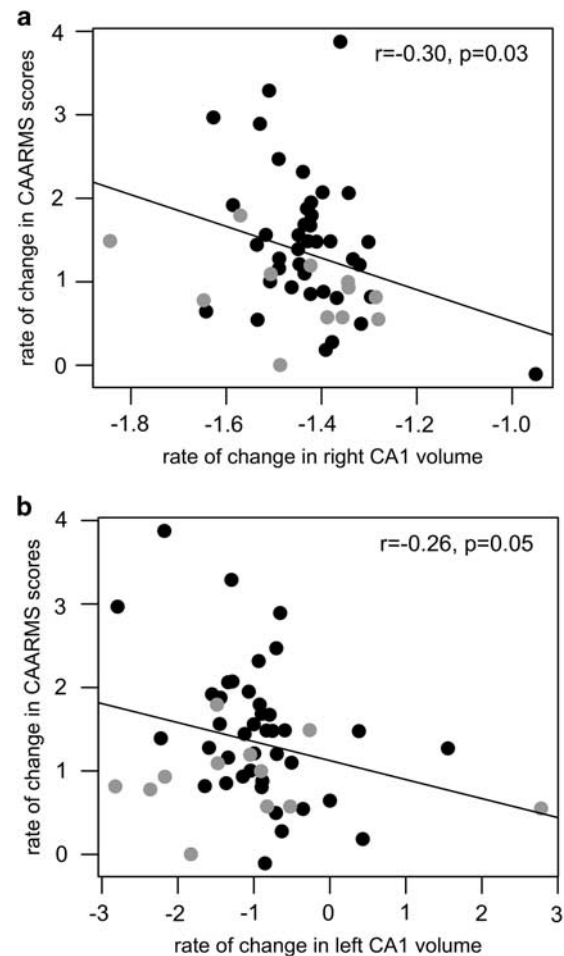 a
r=-0.30, p=0.03
rate of change in CAARMS scores
4
3
2
1
0
-1.8 -1.6 -1.4 -1.2 -1.0
rate of change in right CA1 volume
b
r=-0.26, p=0.05
rate of change in CAARMS scores
4
3
2
1
0
-3 -2 -1 0 1 2 3
rate of change in left CA1 volume